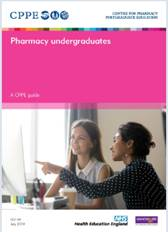 CPPE
CENTRE FOR PHARMACY
POSTGRADUATE EDUCATION
Pharmacy undergraduates
A CPPE guide
July 2019
NHS
Health Education England